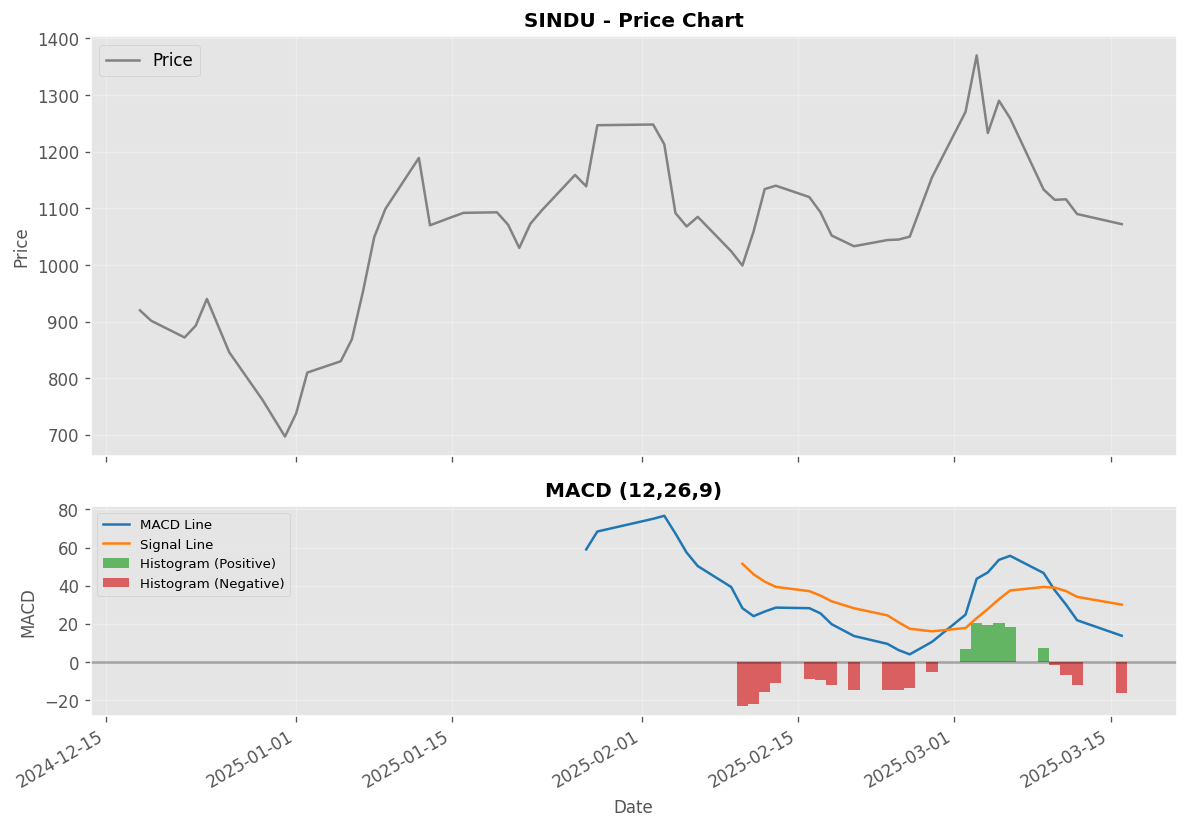 SINDU - Price Chart
Price
1400
1300
1200
1100
1000
900
800
700
Price
MACD (12,26,9)
MACD Line
Signal Line
Histogram (Positive)
Histogram (Negative)
80
60
40
20
0
−20
MACD
2024-12-15
2025-01-01
2025-01-15
2025-02-01
2025-02-15
2025-03-01
2025-03-15
Date